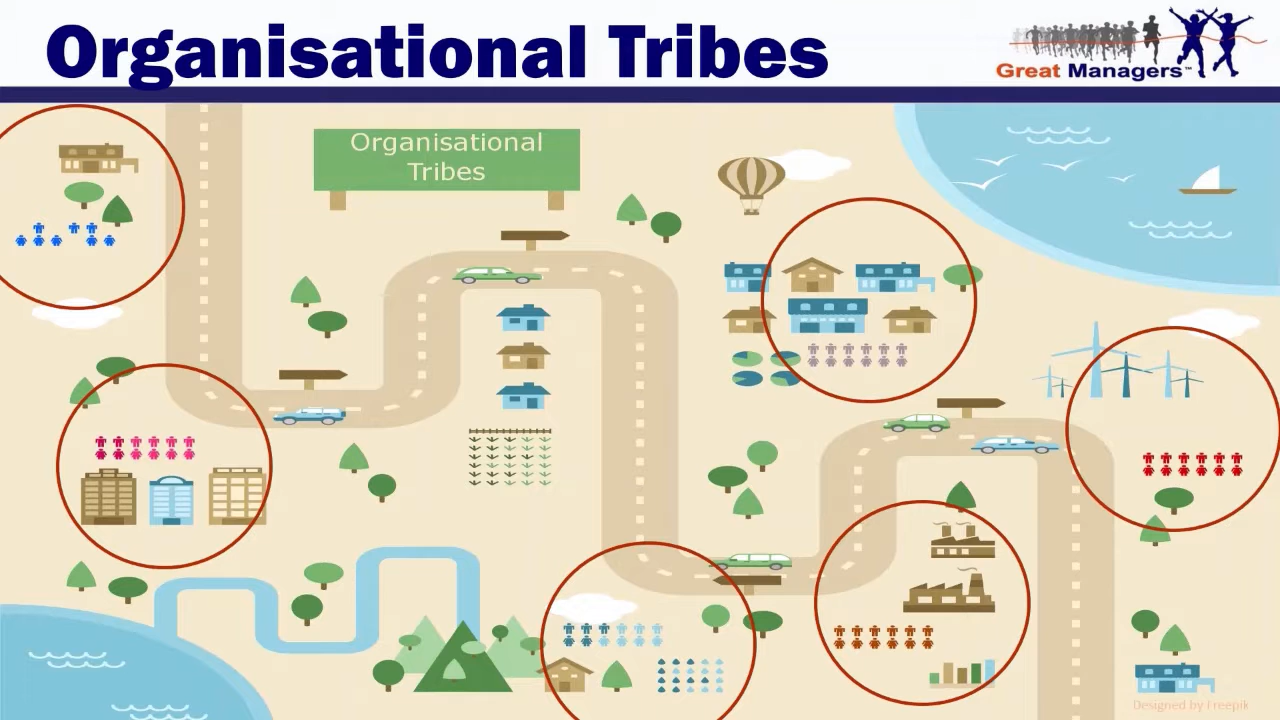 Organisational Tribes
Great Managers™
Organisational
Tribes
Designed by Freepik